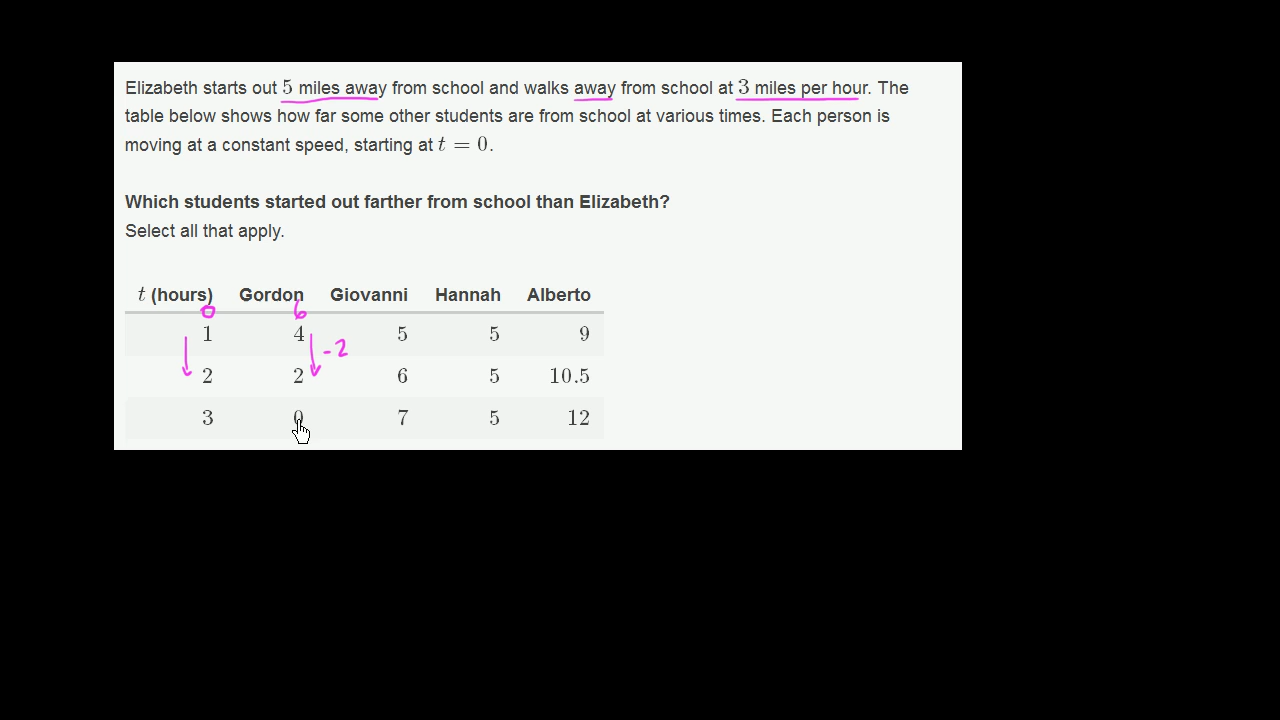 Elizabeth starts out 5 miles away from school and walks away from school at 3 miles per hour. The
table below shows how far some other students are from school at various times. Each person is
moving at a constant speed, starting at t = 0.
Which students started out farther from school than Elizabeth?
Select all that apply.
t (hours) Gordon Giovanni Hannah Alberto
0 6
1 4 5 5 9
-2
2 2 6 5 10.5
3 0 7 5 12